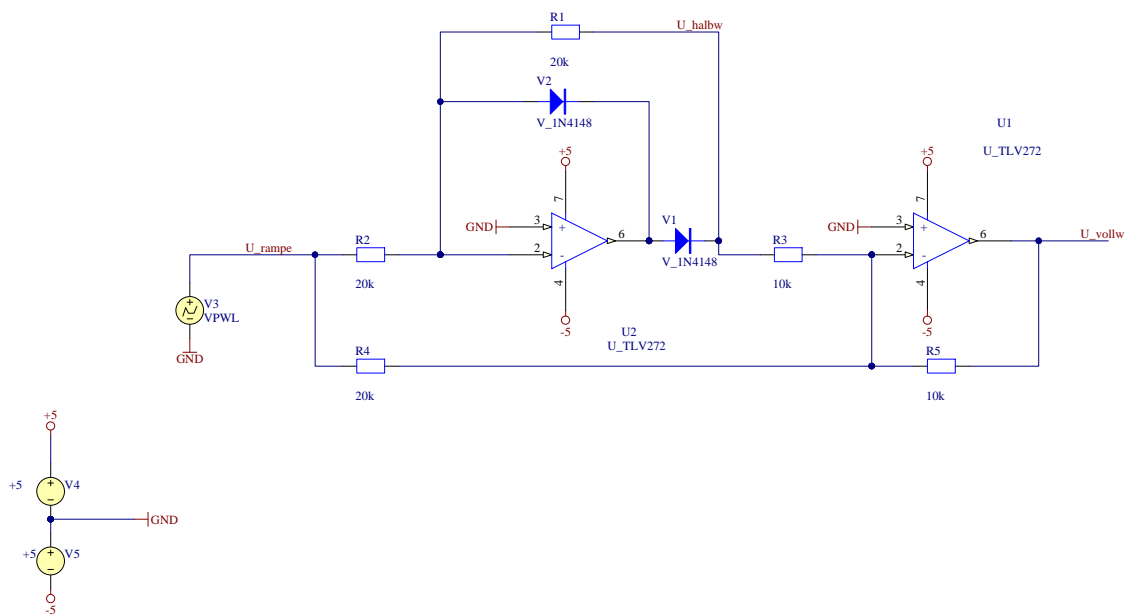 R1
U_halbw
20k
V2
V_1N4148
U1
U_TLV272
+5
+5
7
7
GND
3
+
6
V1
GND
3
+
6
U_vollw
U_rampe
R2
2
-
R3
2
-
V_1N4148
20k
4
10k
4
V3
VPWL
-5
-5
U2
U_TLV272
GND
R4
R5
20k
10k
+5
+5
V4
GND
+5
V5
-5